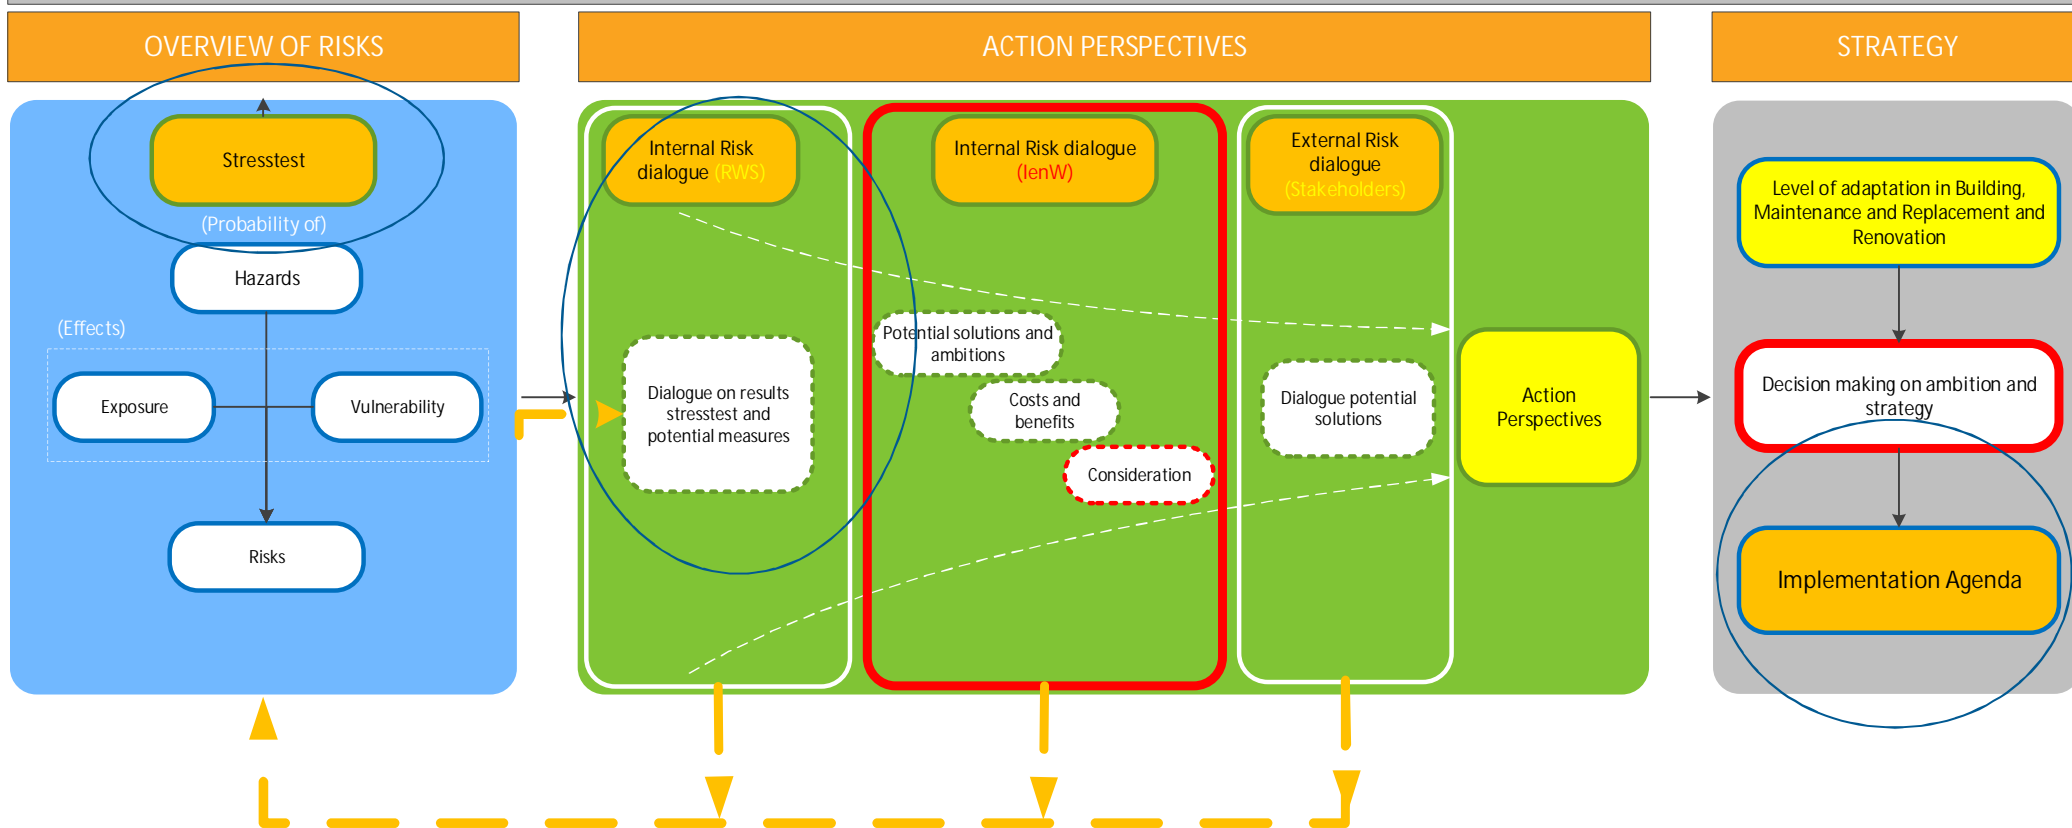 OVERVIEW OF RISKS
Stresstest
(Probability of)
Hazards
(Effects)
Exposure
Vulnerability
Risks
ACTION PERSPECTIVES
Internal Risk
dialogue (RWS)
Dialogue on results
stresstest and
potential measures
Internal Risk dialogue
(IenW)
Potential solutions and
ambitions
Costs and
benefits
Consideration
External Risk
dialogue
(Stakeholders)
Dialogue potential
solutions
Action
Perspectives
STRATEGY
Level of adaptation in Building,
Maintenance and Replacement and
Renovation
Decision making on ambition and
strategy
Implementation Agenda